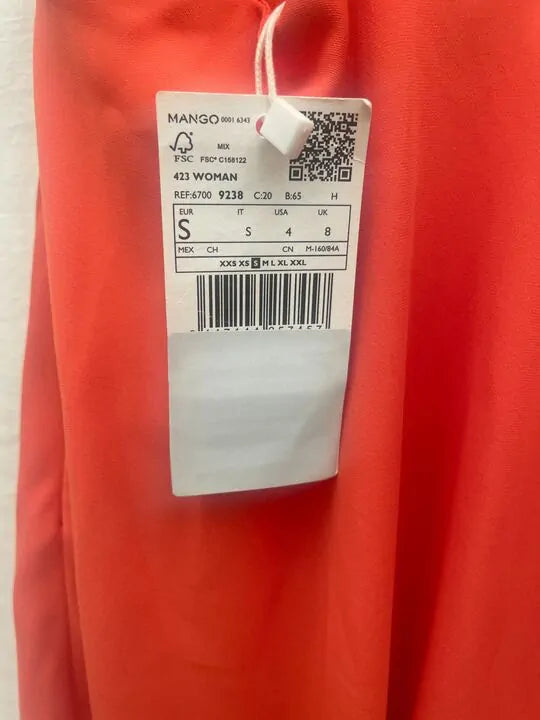 MANGO 0001 6343
MIX
FSC FSC® C158122
423 WOMAN
REF:6700 9238 C:20 B:65 H
EUR IT USA UK
S S 4 8
MEX CH CN M-160/84A
XXS XS S M L XL XXL